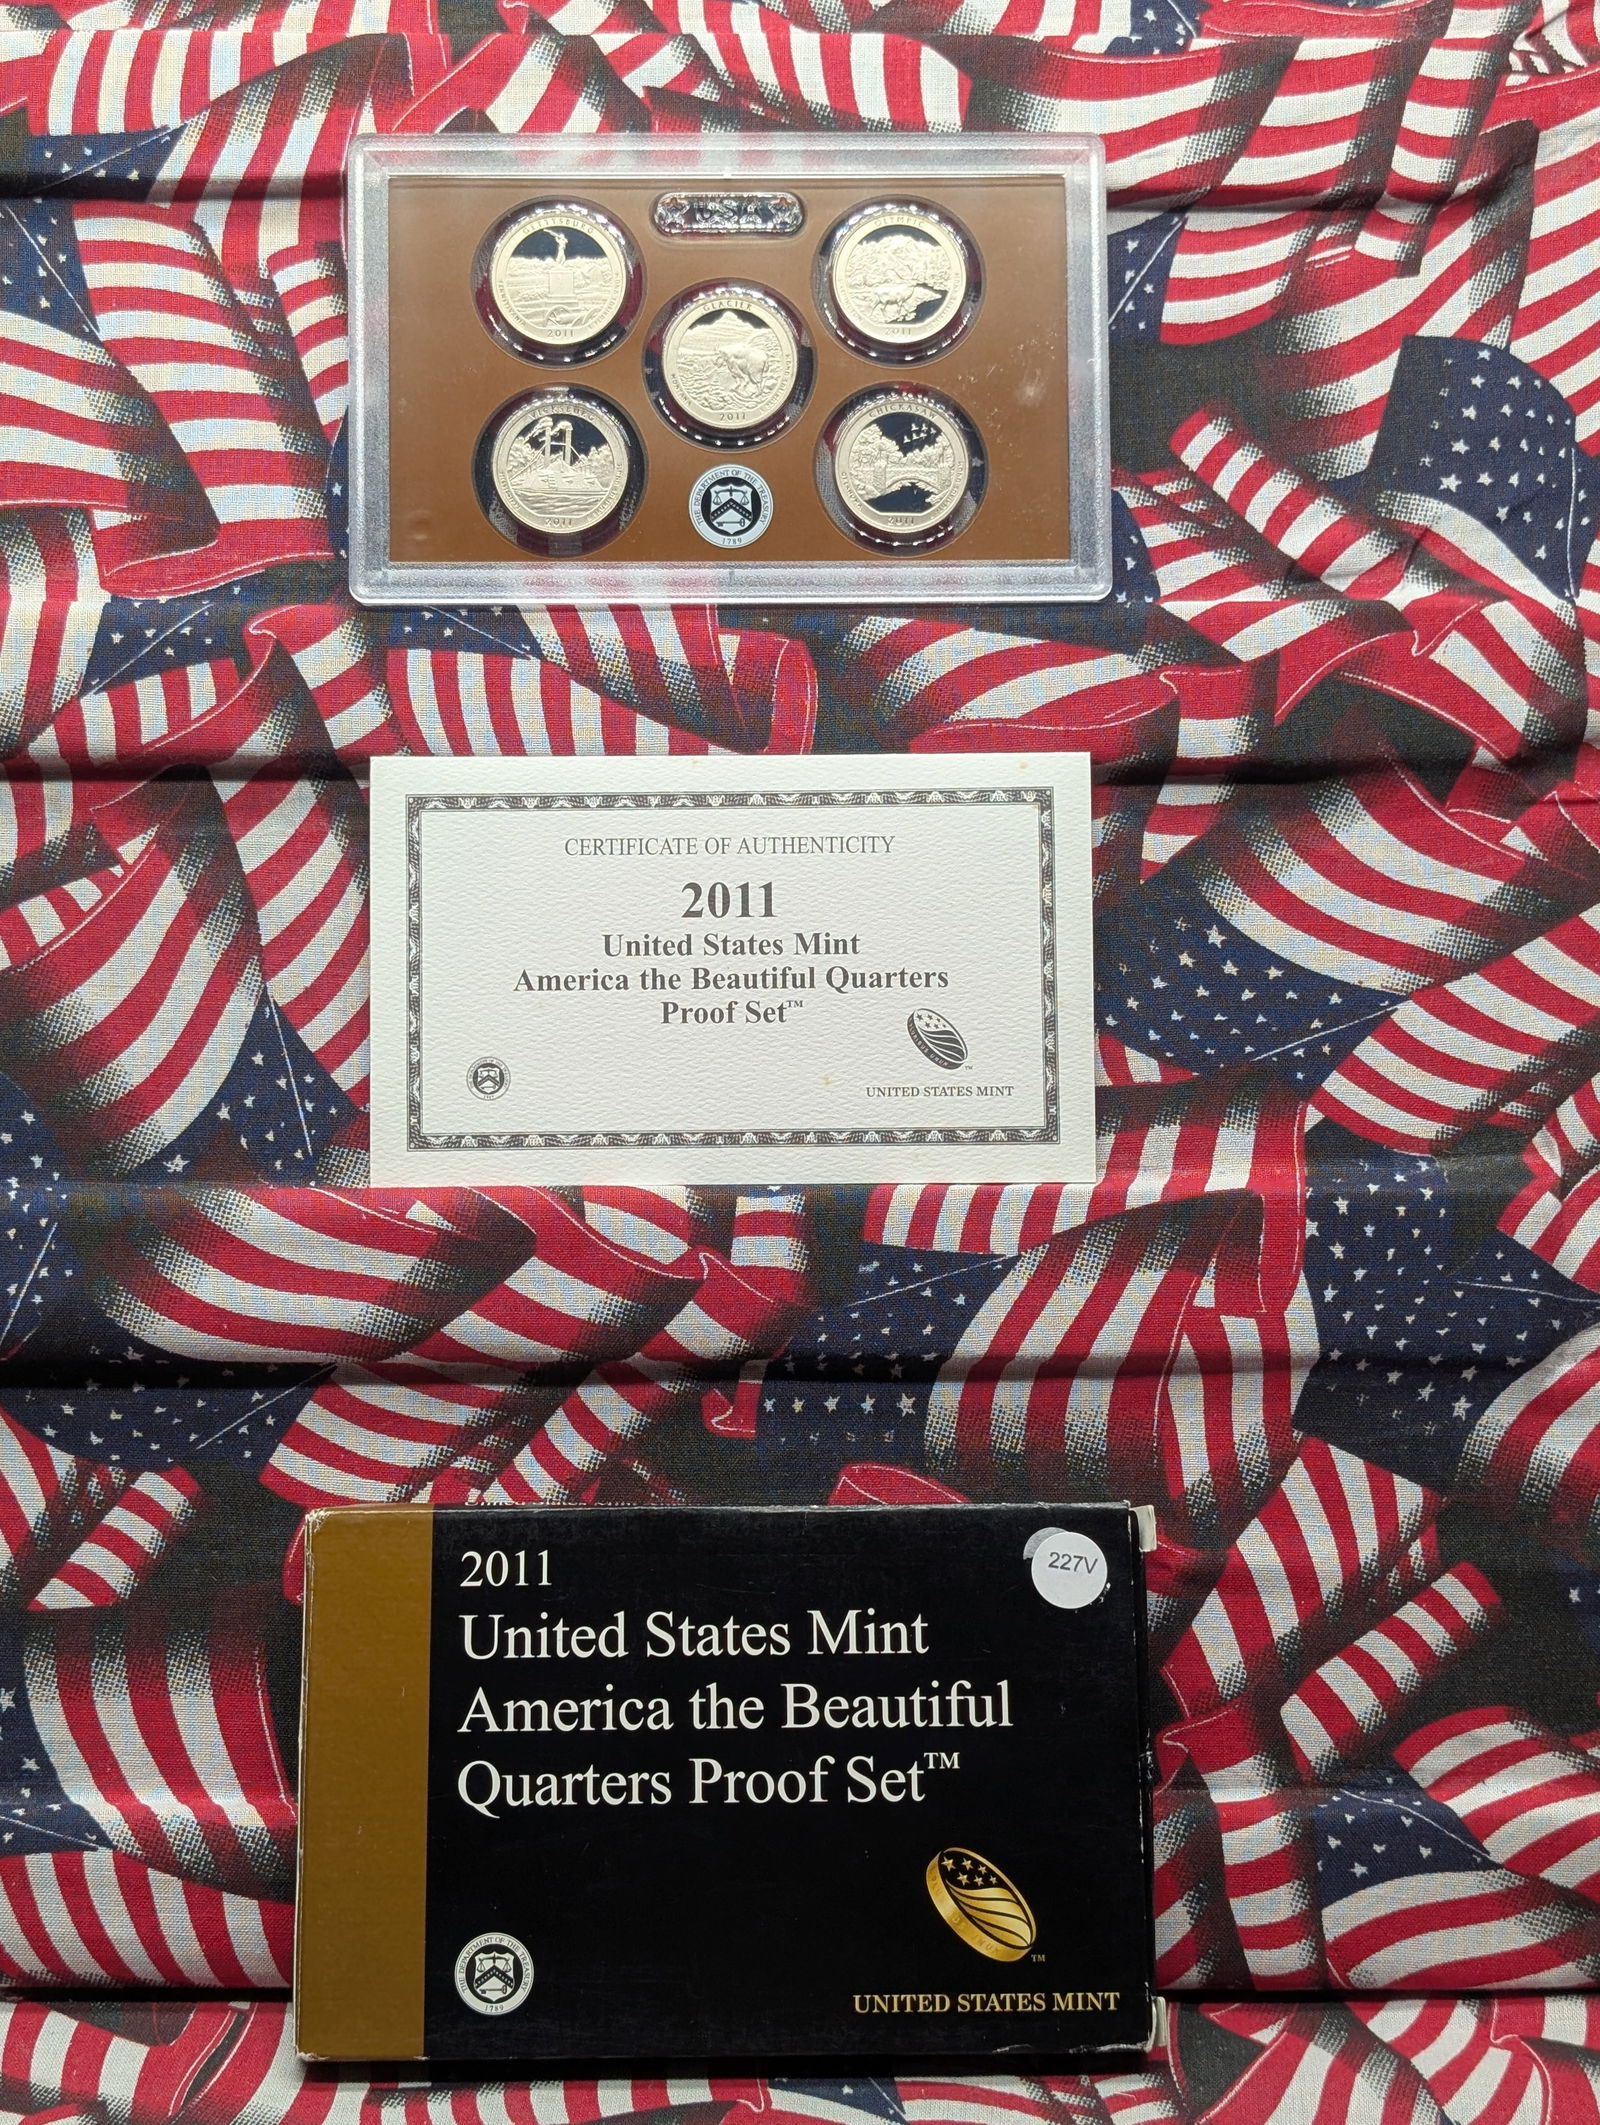 USA
GETTYSBURG
2011
OLYMPIC
2011
GLACIER
2011
VICKSBURG
2011
CHICKASAW
2011
THE DEPARTMENT OF THE TREASURY
1789
CERTIFICATE OF AUTHENTICITY
2011
United States Mint
America the Beautiful Quarters
Proof Set™
UNITED STATES MINT
2011
227V
United States Mint
America the Beautiful
Quarters Proof Set™
THE DEPARTMENT OF THE TREASURY
1789
TM
UNITED STATES MINT